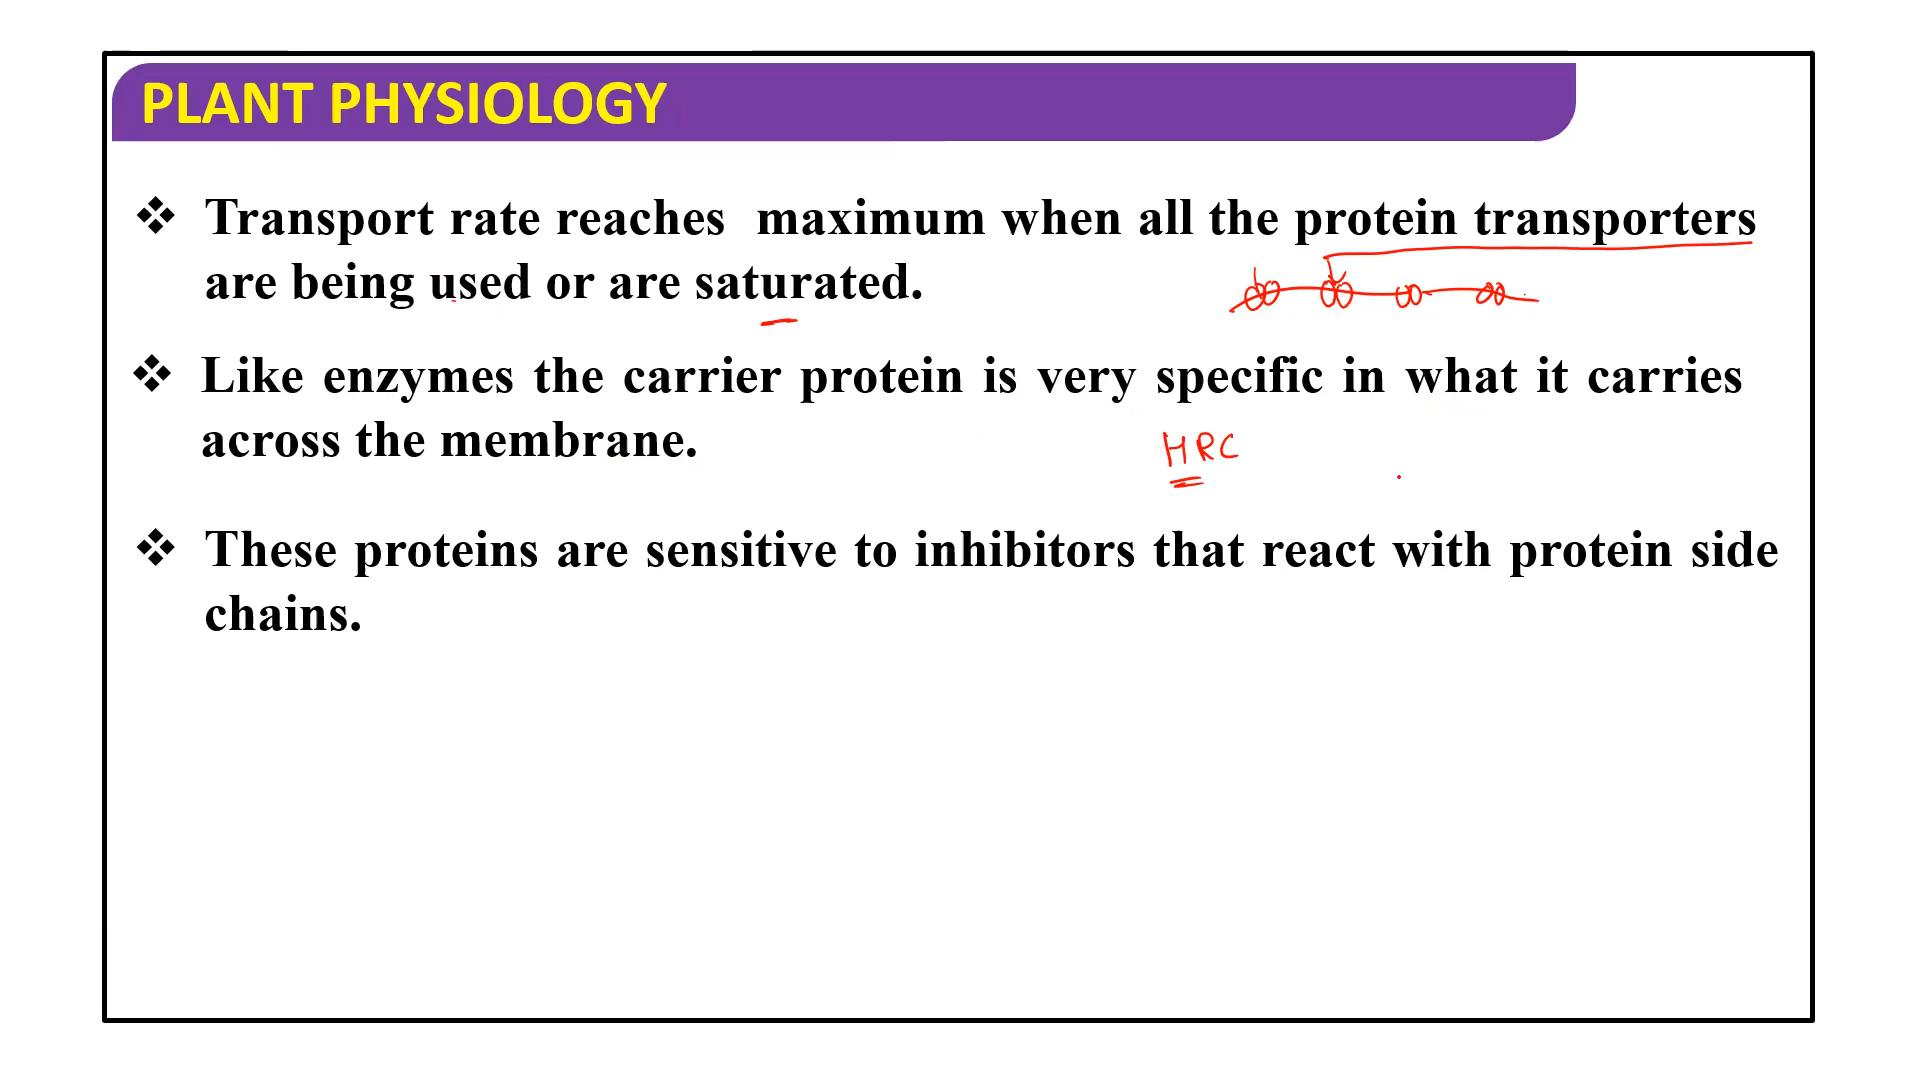 PLANT PHYSIOLOGY
❖ Transport rate reaches maximum when all the protein transporters
are being used or are saturated.
❖ Like enzymes the carrier protein is very specific in what it carries
across the membrane.
HRC
❖ These proteins are sensitive to inhibitors that react with protein side
chains.